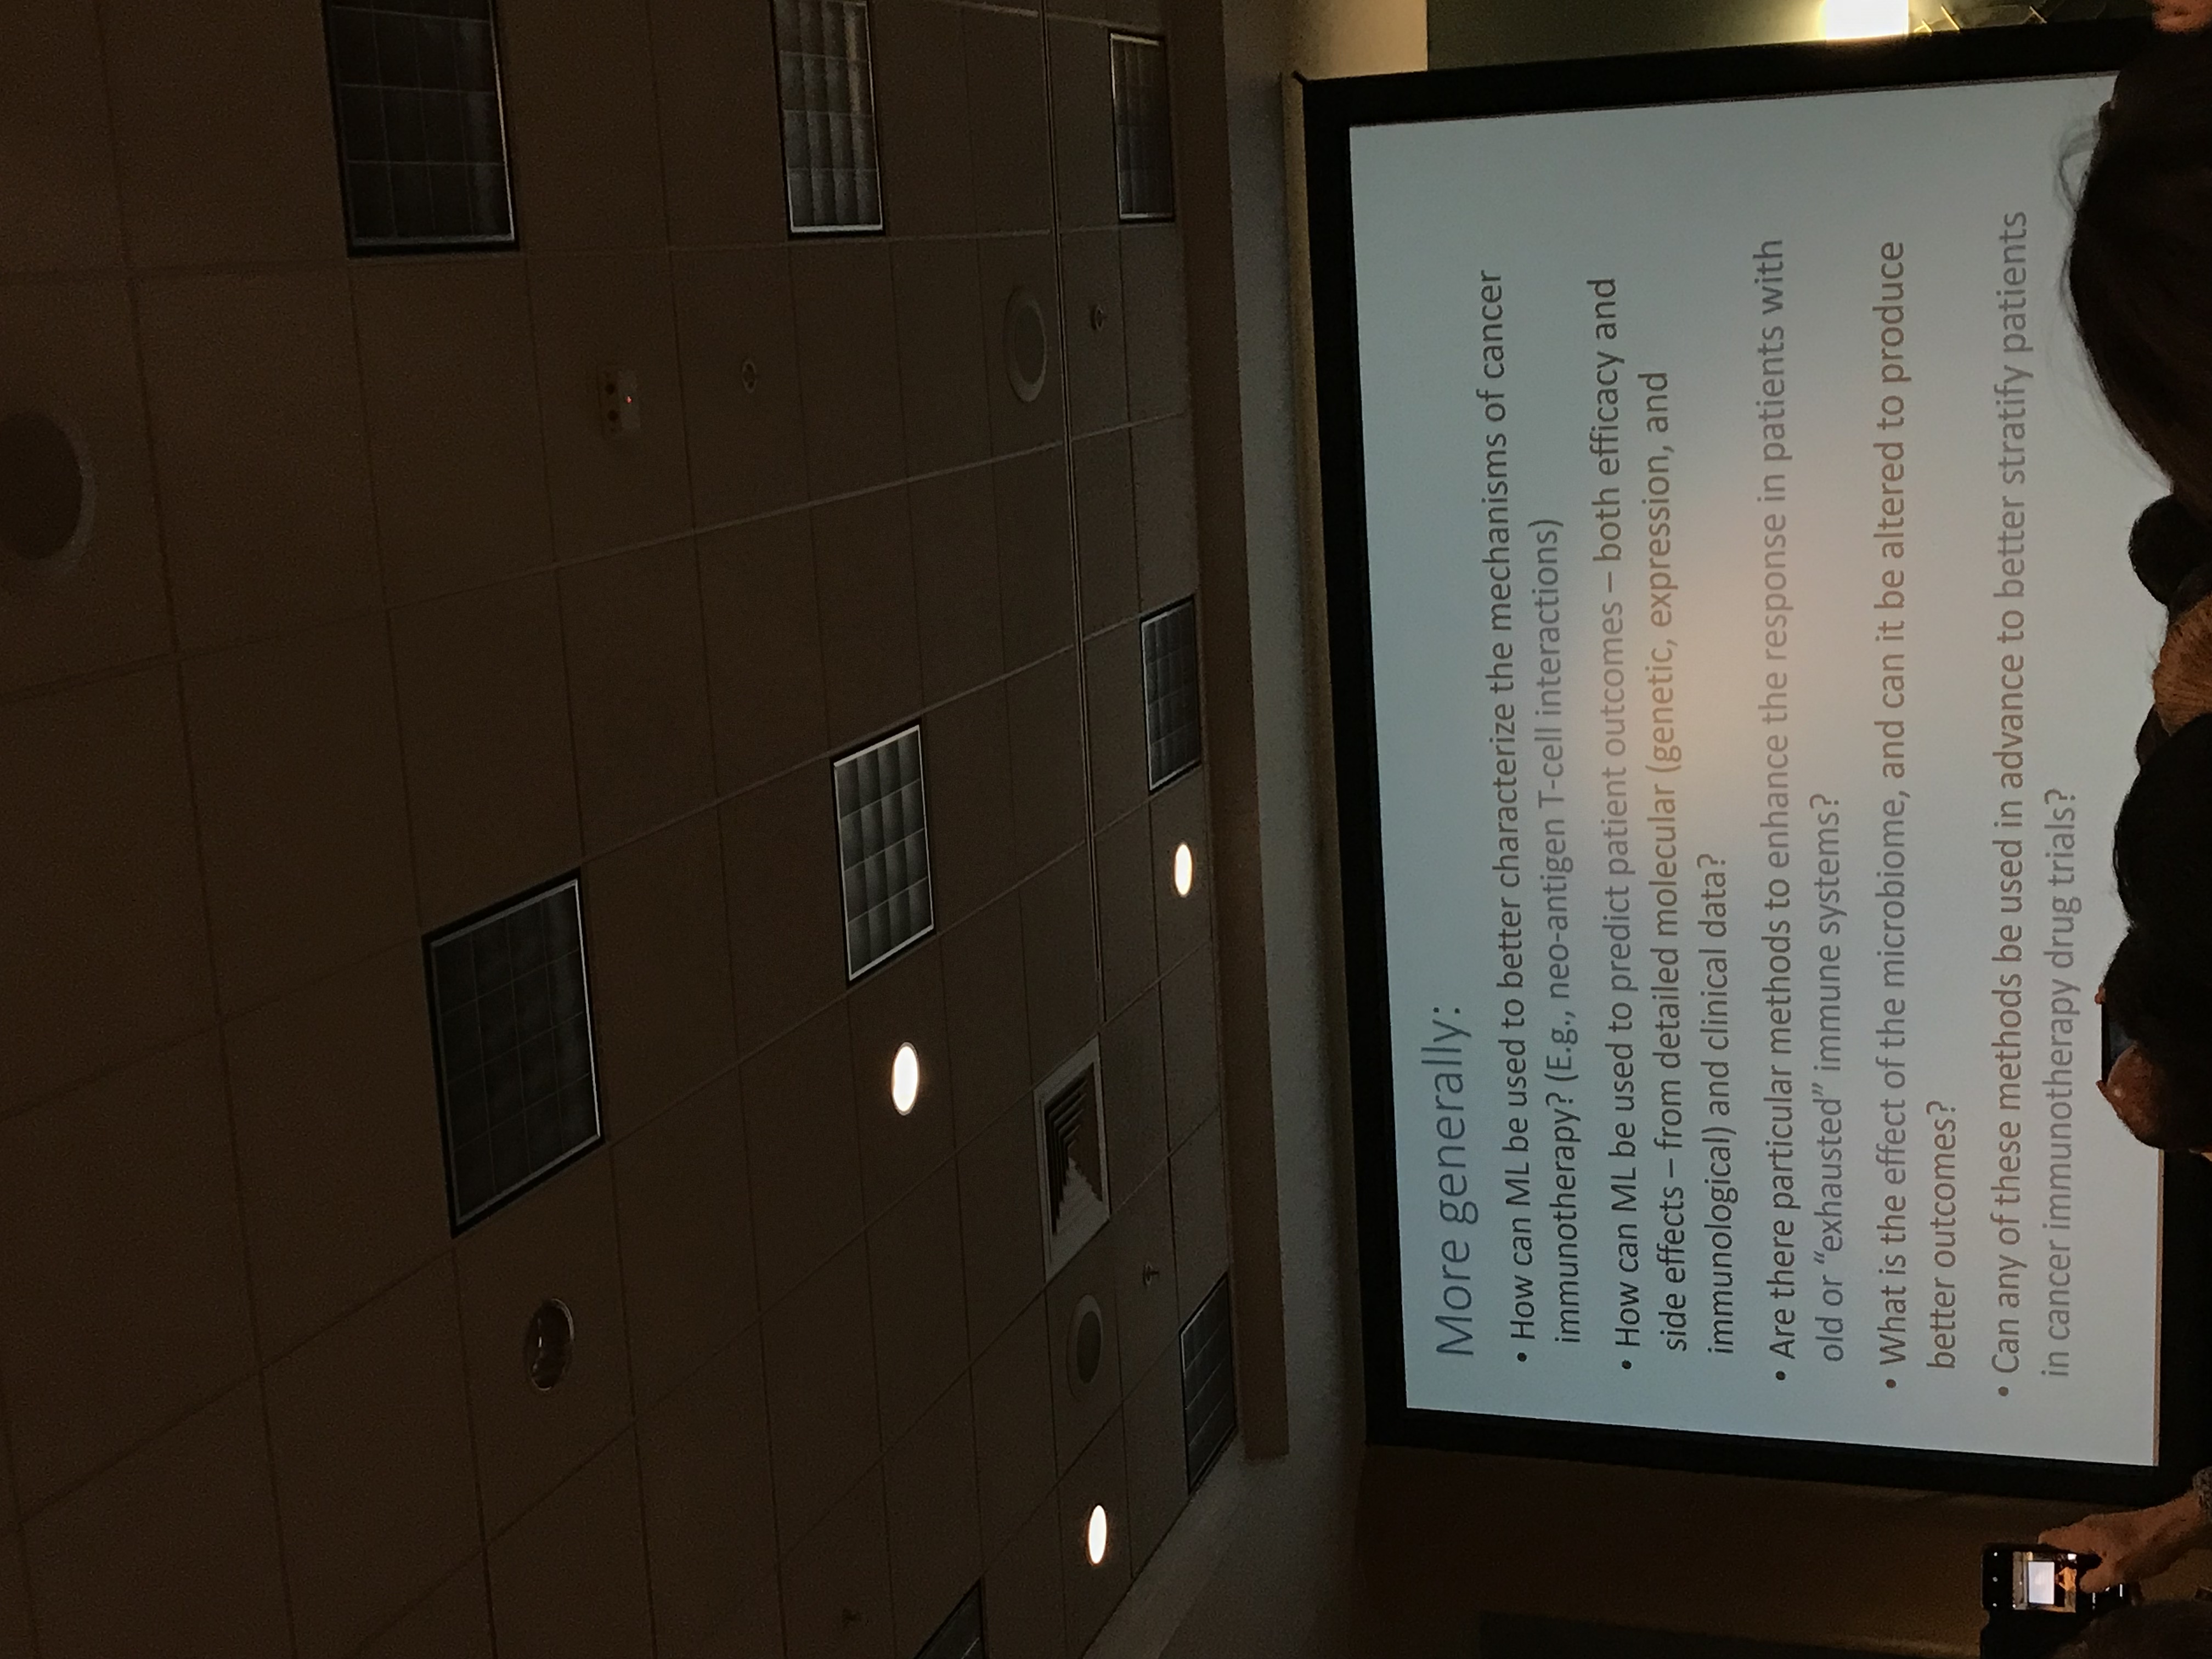 More generally:
• How can ML be used to better characterize the mechanisms of cancer
immunotherapy? (E.g., neo-antigen T-cell interactions)
• How can ML be used to predict patient outcomes – both efficacy and
side effects – from detailed molecular (genetic, expression, and
immunological) and clinical data?
• Are there particular methods to enhance the response in patients with
old or “exhausted” immune systems?
• What is the effect of the microbiome, and can it be altered to produce
better outcomes?
• Can any of these methods be used in advance to better stratify patients
in cancer immunotherapy drug trials?